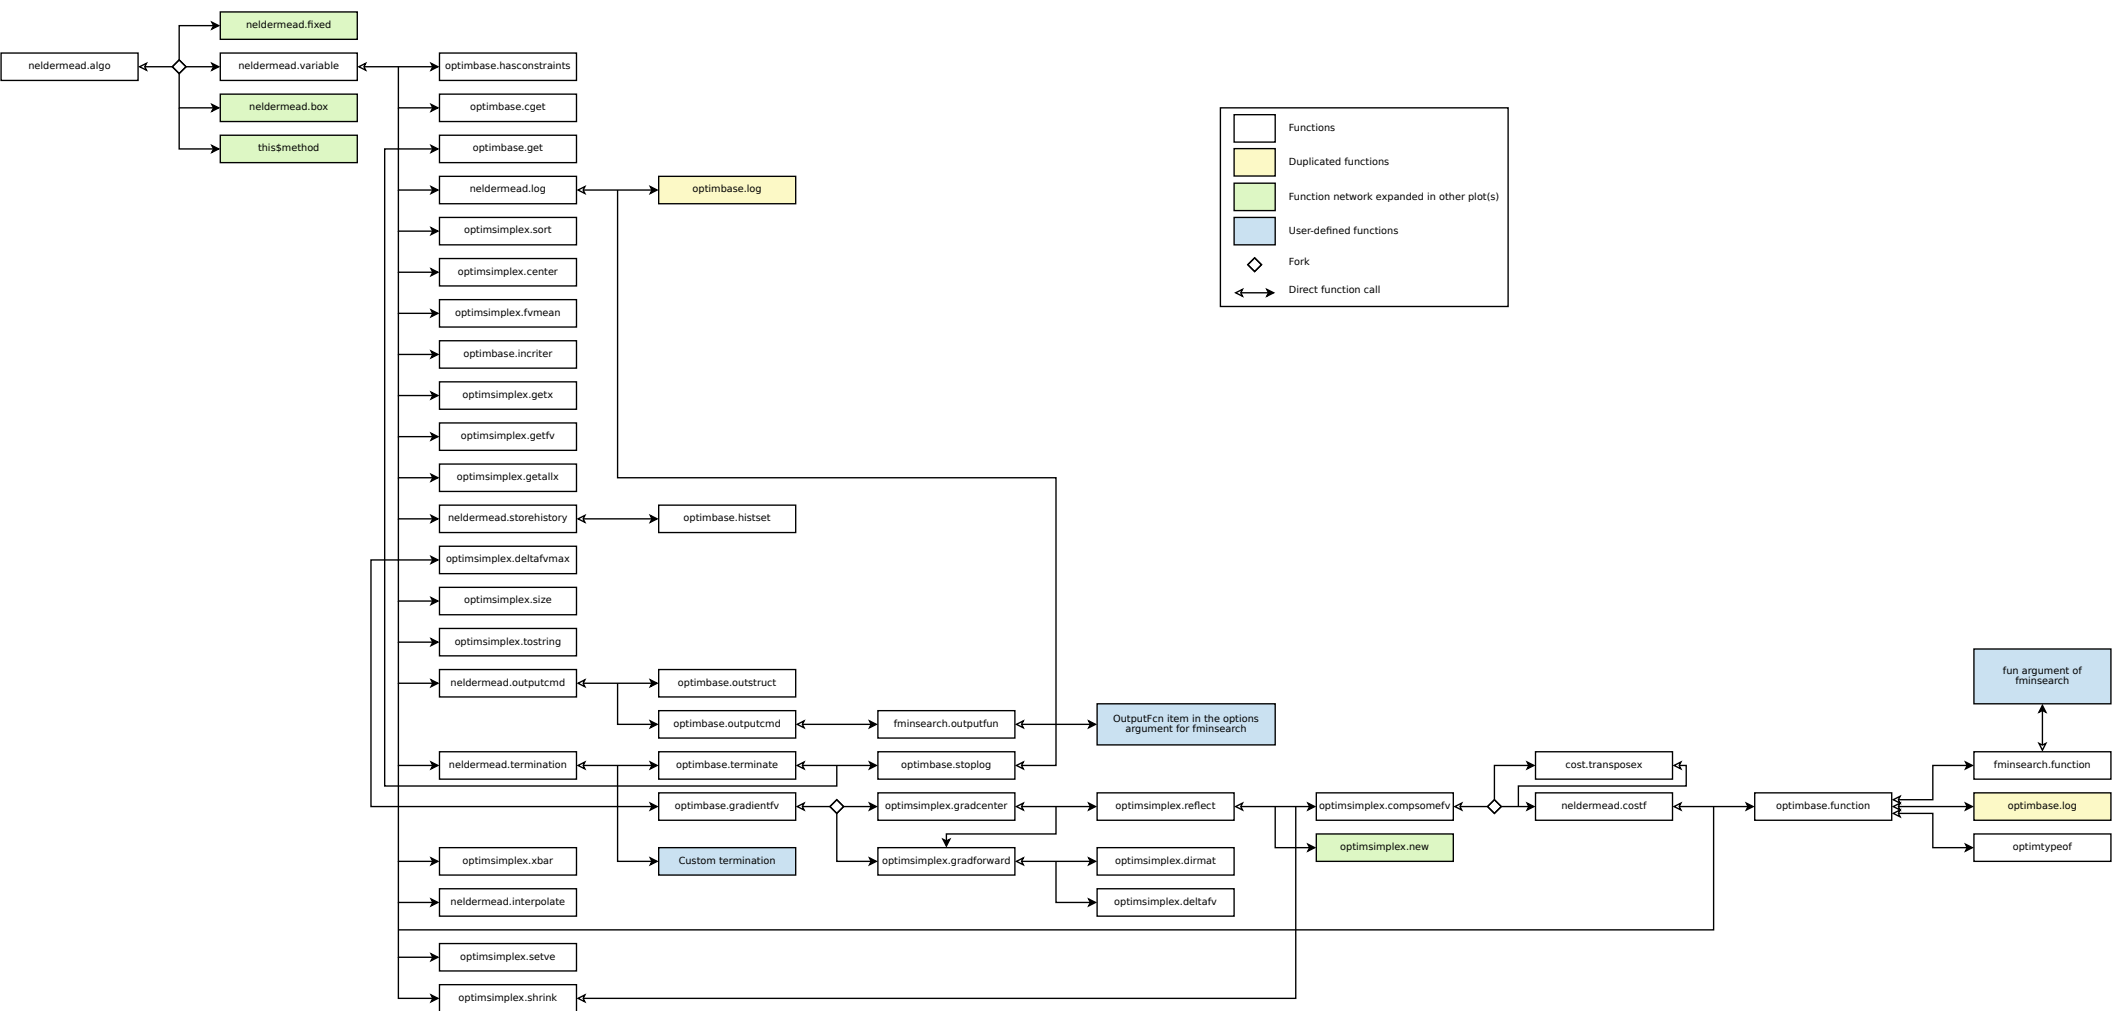 neldermead.fixed
neldermead.algo
neldermead.variable
neldermead.box
this$method
optimbase.hasconstraints
optimbase.cget
optimbase.get
neldermead.log
optimbase.log
optimsimplex.sort
optimsimplex.center
optimsimplex.fvmean
optimbase.incriter
optimsimplex.getx
optimsimplex.getfv
optimsimplex.getallx
neldermead.storehistory
optimbase.histset
optimsimplex.deltafvmax
optimsimplex.size
optimsimplex.tostring
neldermead.outputcmd
optimbase.outstruct
optimbase.outputcmd
fminsearch.outputfun
OutputFcn item in the options
argument for fminsearch
neldermead.termination
optimbase.terminate
optimbase.stoplog
optimbase.gradientfv
optimsimplex.gradcenter
optimsimplex.reflect
optimsimplex.compsomefv
cost.transposex
neldermead.costf
optimbase.function
fun argument of
fminsearch
fminsearch.function
optimbase.log
optimtypeof
optimsimplex.new
optimsimplex.xbar
Custom termination
optimsimplex.gradforward
optimsimplex.dirmat
neldermead.interpolate
optimsimplex.deltafv
optimsimplex.setve
optimsimplex.shrink
Functions
Duplicated functions
Function network expanded in other plot(s)
User-defined functions
Fork
Direct function call